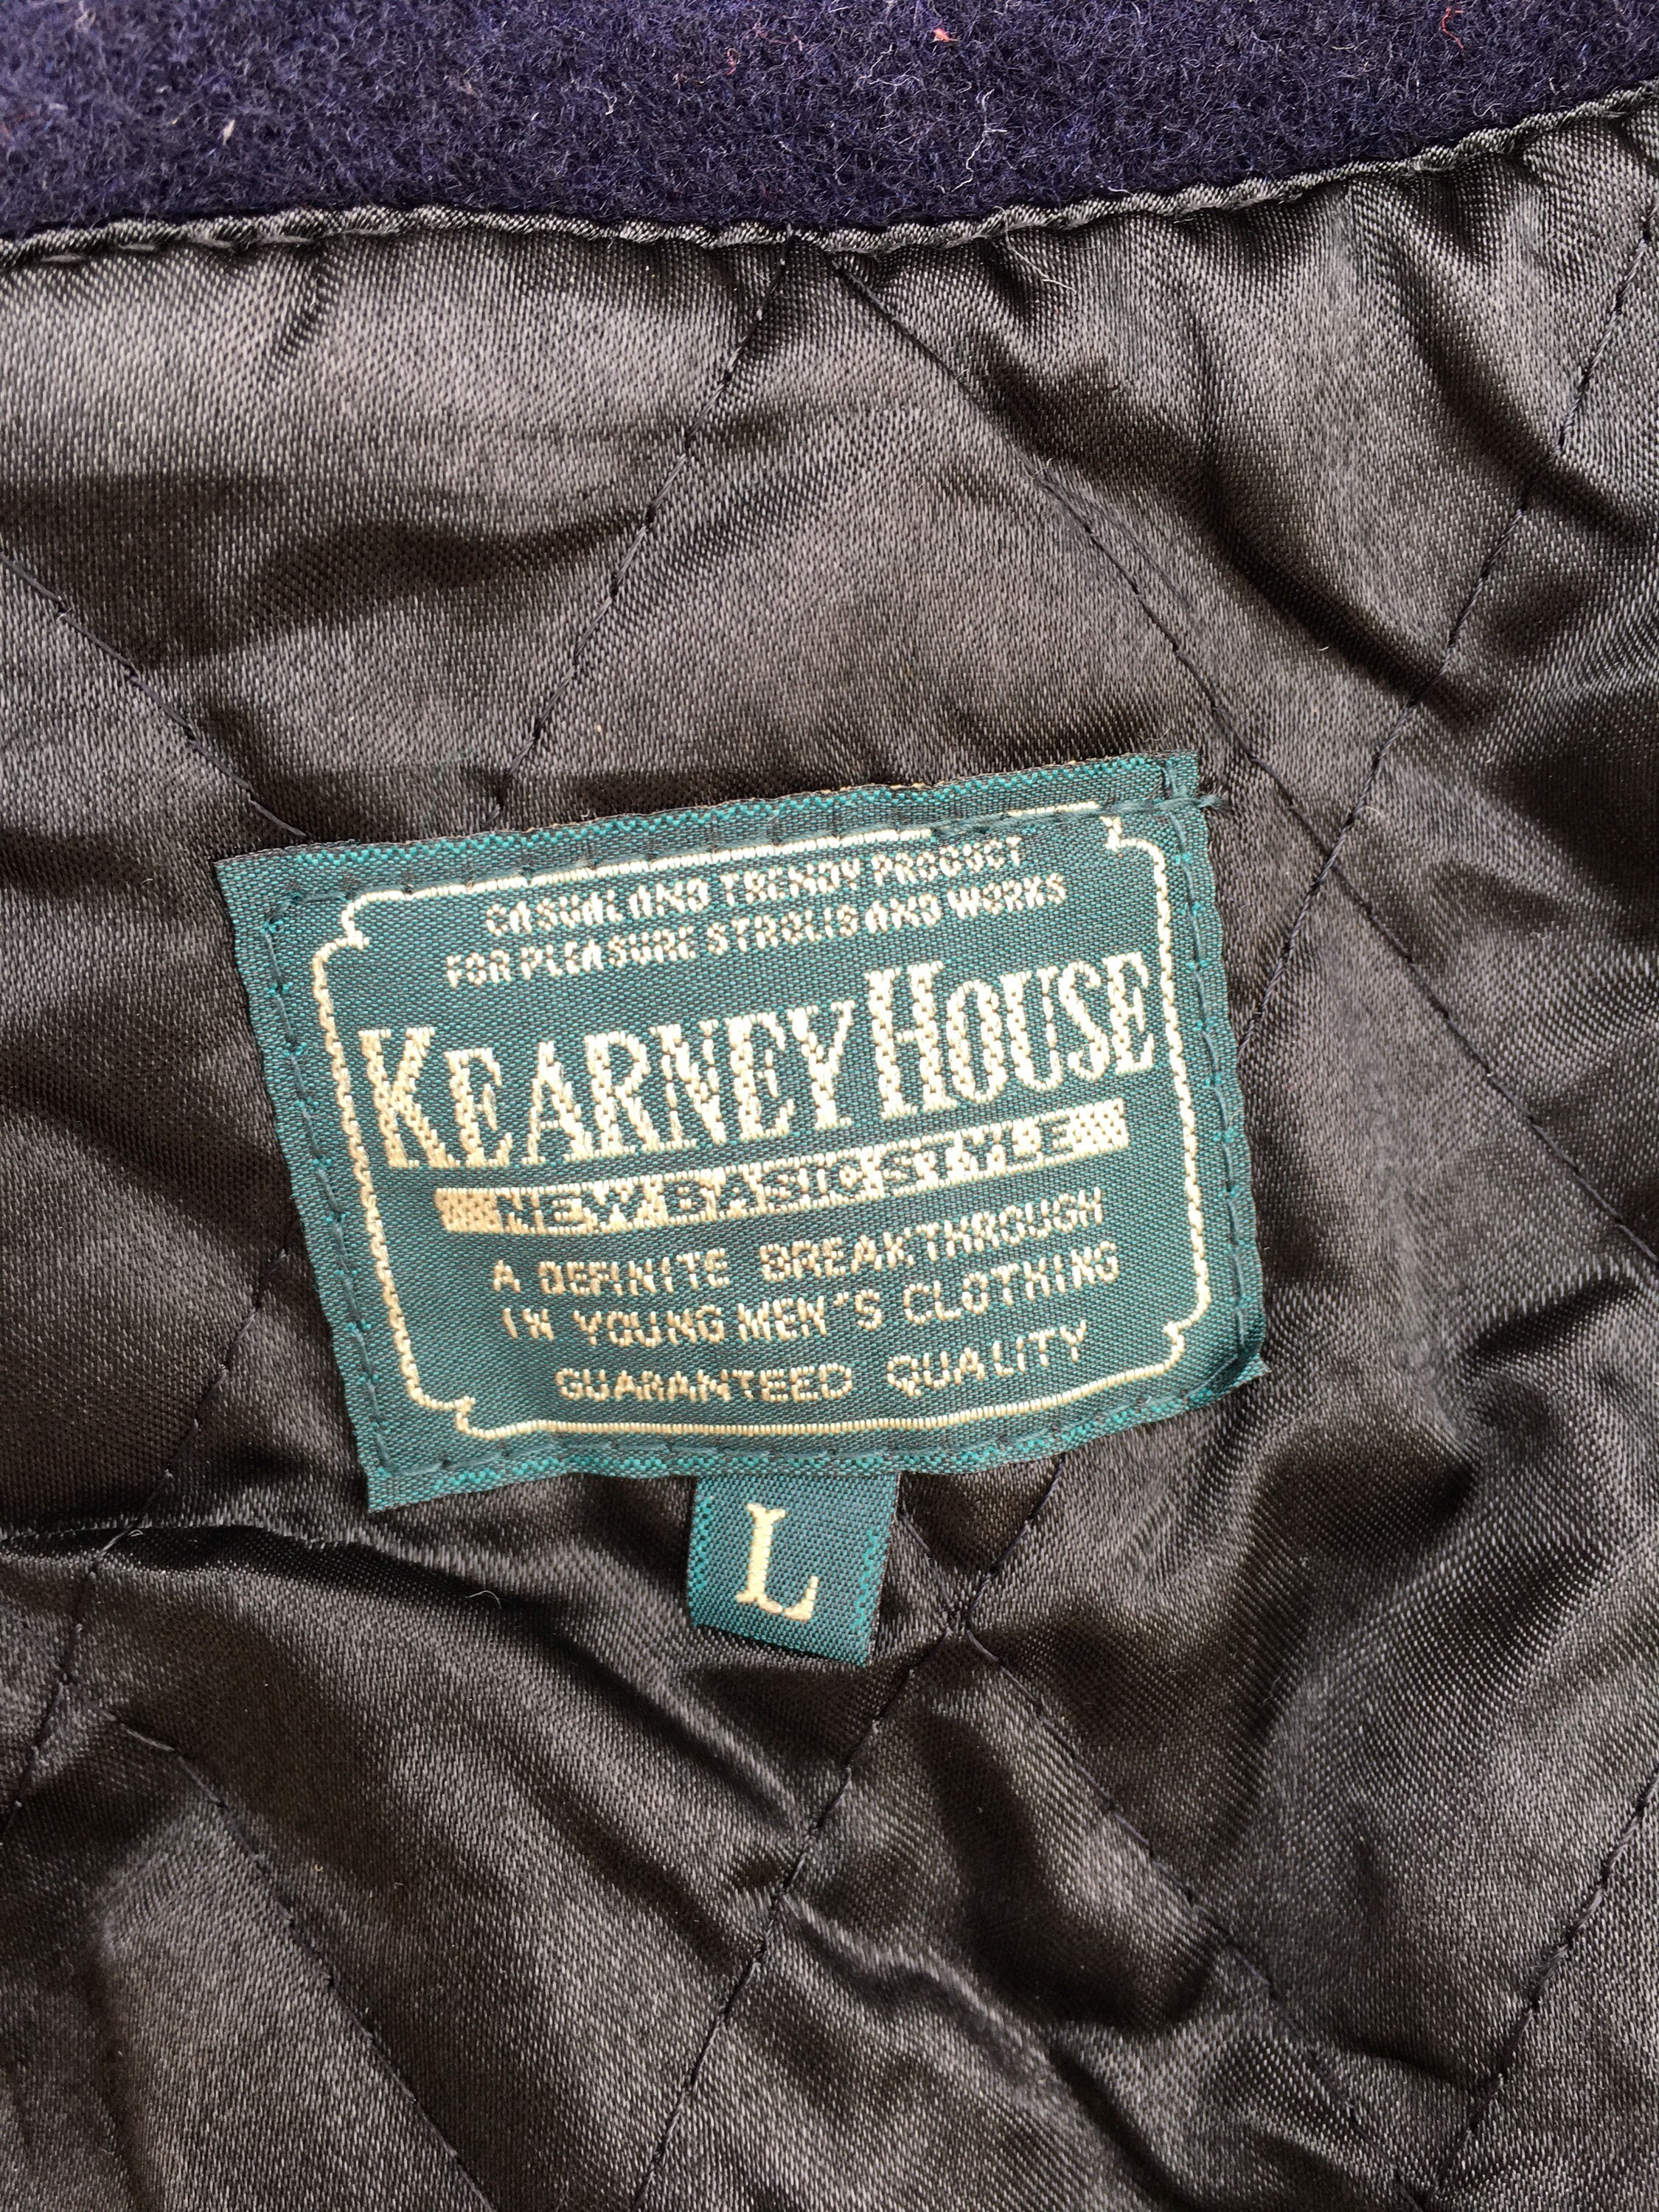 CASUAL AND TRENDY PRODUCT
FOR PLEASURE STROLIS AND WORKS
KEARNEY HOUSE
NEW BASIC STYLE
A DEFINITE BREAKTHROUGH
IN YOUNG MEN'S CLOTHING
GUARANTEED QUALITY
L